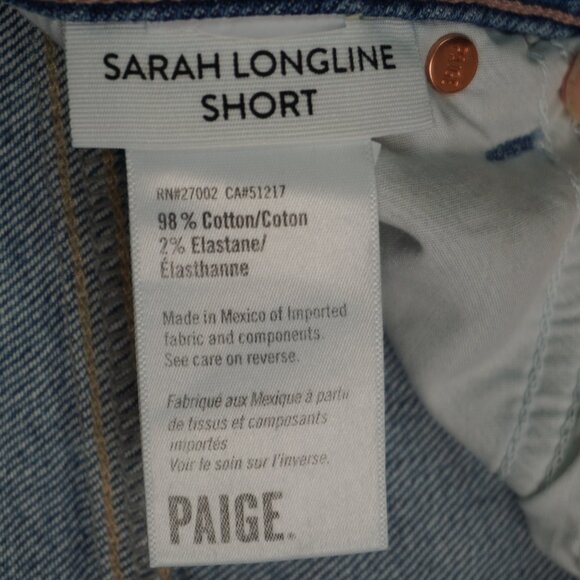 SARAH LONGLINE
SHORT
RN#27002 CA#51217
98% Cotton/Coton
2% Elastane/
Élasthanne
Made in Mexico of Imported
fabric and components.
See care on reverse.
Fabriqué aux Mexique à partir
de tissus et composants
importés
Voir le soin sur l'inverse.
PAIGE.